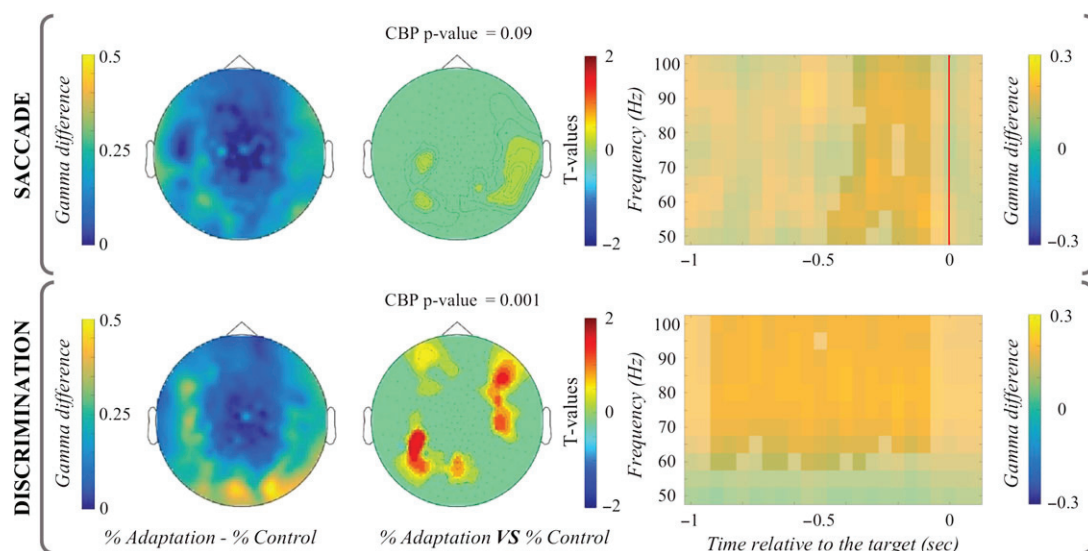 SACCADE
Gamma difference
0.5
0.25
0
CBP p-value = 0.09
2
0
−2
T-values
Frequency (Hz)
100
90
80
70
60
50
−1
−0.5
0
0.3
0
−0.3
Gamma difference
DISCRIMINATION
Gamma difference
0.5
0.25
0
CBP p-value = 0.001
2
0
−2
T-values
Frequency (Hz)
100
90
80
70
60
50
−1
−0.5
0
0.3
0
−0.3
Gamma difference
% Adaptation - % Control
% Adaptation VS % Control
Time relative to the target (sec)